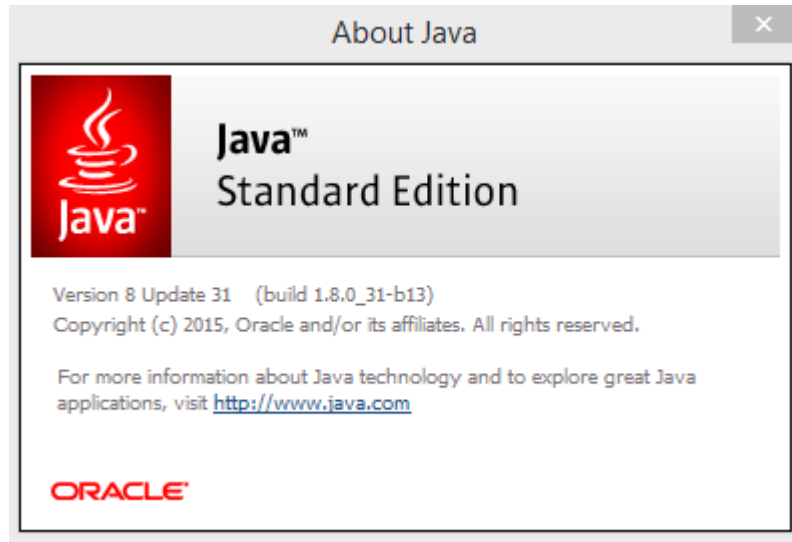 About Java
Java™
Java™
Standard Edition
Version 8 Update 31 (build 1.8.0_31-b13)
Copyright (c) 2015, Oracle and/or its affiliates. All rights reserved.
For more information about Java technology and to explore great Java
applications, visit http://www.java.com
ORACLE®